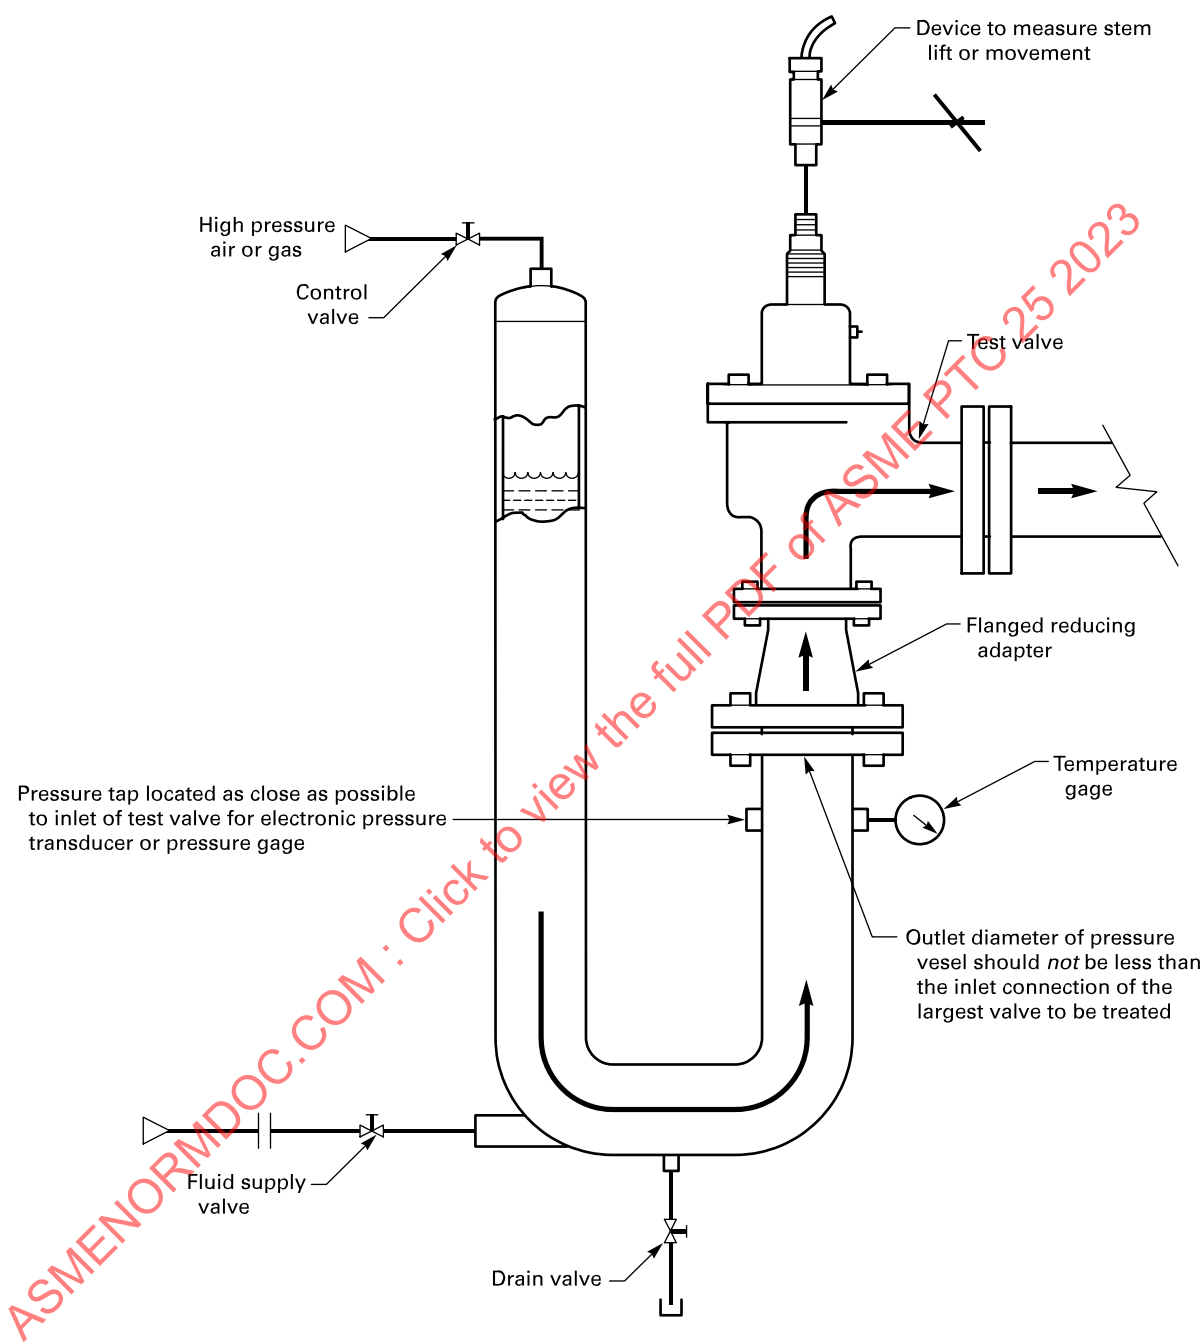 Device to measure stem
lift or movement
High pressure
air or gas
Control
valve
Test valve
Flanged reducing
adapter
Temperature
gage
Pressure tap located as close as possible
to inlet of test valve for electronic pressure
transducer or pressure gage
Outlet diameter of pressure
vesel should not be less than
the inlet connection of the
largest valve to be treated
Fluid supply
valve
Drain valve
ASMENORMDOC.COM : Click to view the full PDF of ASME PTC 25 2023